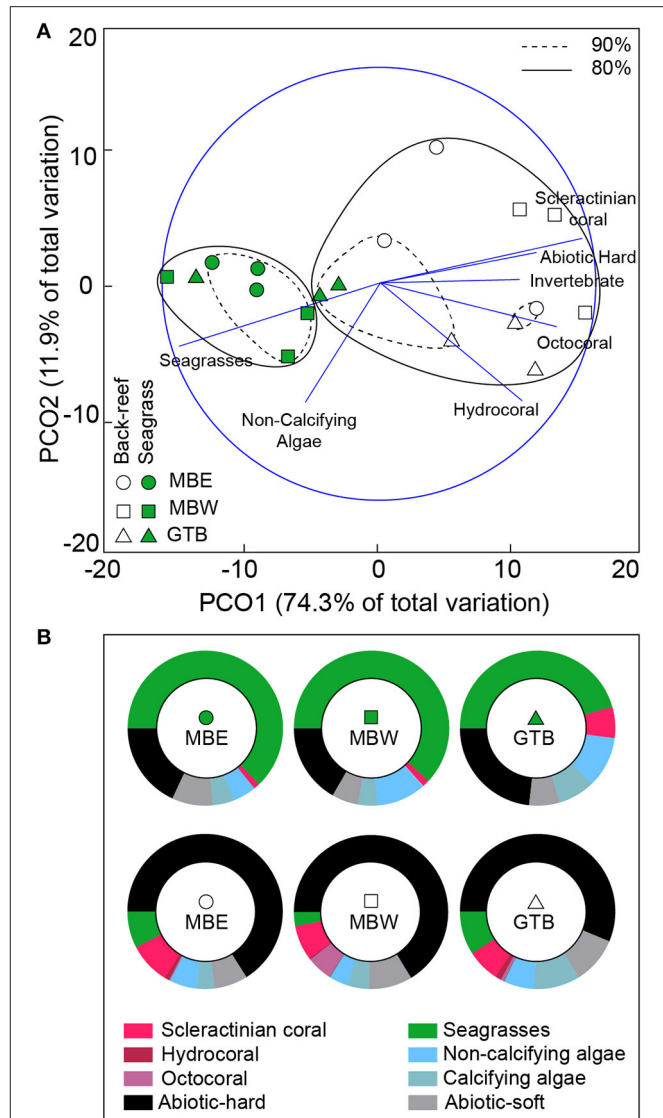 A
20
10
0
-10
-20
PCO2 (11.9% of total variation)
90%
80%
Scleractinian
coral
Abiotic Hard
Invertebrate
Octocoral
Hydrocoral
Seagrasses
Non-Calcifying
Algae
Back-reef
Seagrass
MBE
MBW
GTB
-20
-10
0
10
20
PCO1 (74.3% of total variation)
B
MBE
MBW
GTB
MBE
MBW
GTB
Scleractinian coral
Seagrasses
Hydrocoral
Non-calcifying algae
Octocoral
Calcifying algae
Abiotic-hard
Abiotic-soft